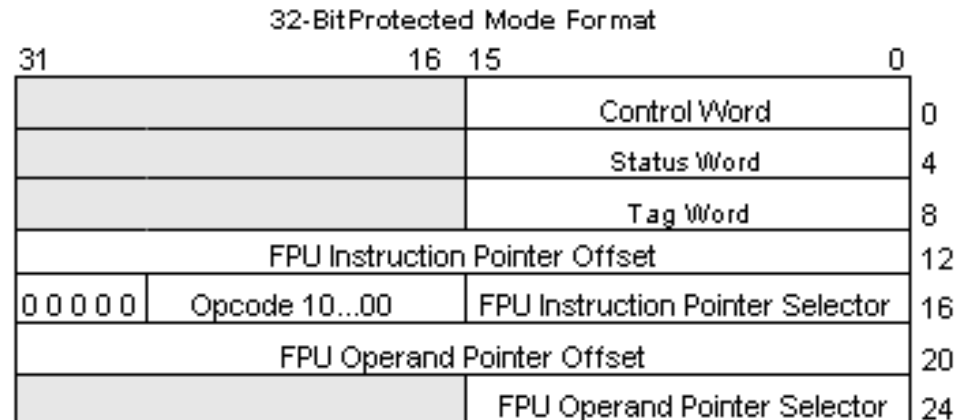 32-BitProtected Mode Format
31 16 15 0
Control Word 0
Status Word 4
Tag Word 8
FPU Instruction Pointer Offset 12
0 0 0 0 0 Opcode 10...00 FPU Instruction Pointer Selector 16
FPU Operand Pointer Offset 20
FPU Operand Pointer Selector 24